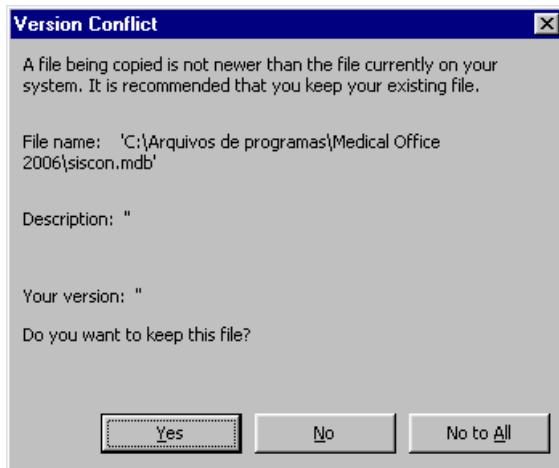 Version Conflict
A file being copied is not newer than the file currently on your
system. It is recommended that you keep your existing file.
File name: 'C:\Arquivos de programas\Medical Office
2006\siscon.mdb'
Description: "
Your version: "
Do you want to keep this file?
Yes
No
No to All